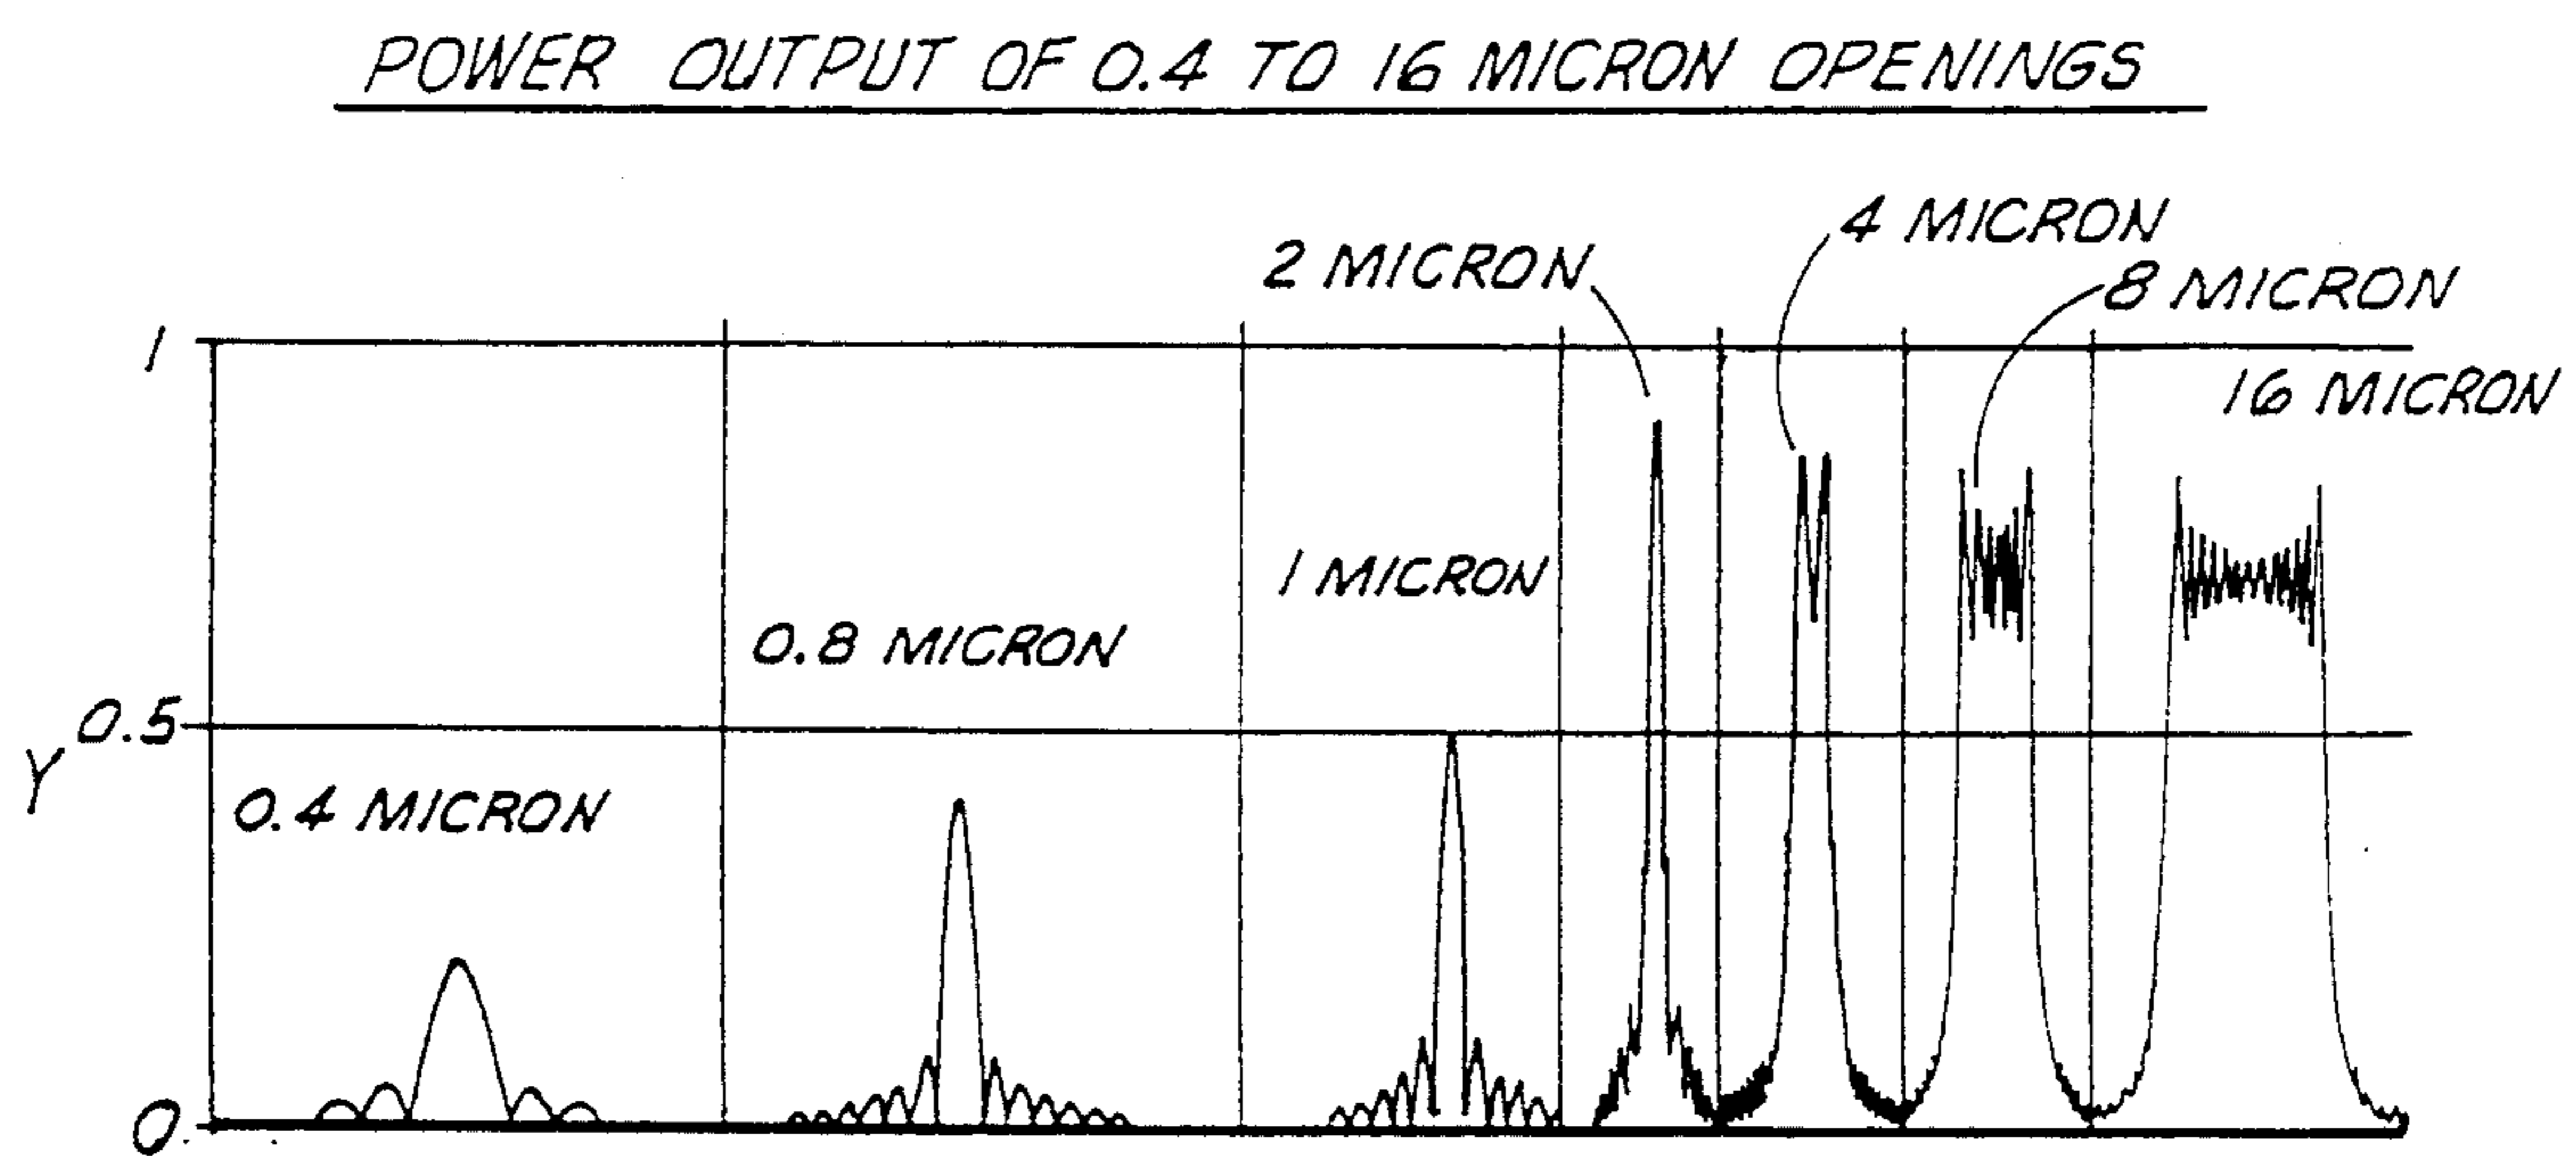 POWER OUTPUT OF 0.4 TO 16 MICRON OPENINGS
4 MICRON
2 MICRON
8 MICRON
1
16 MICRON
1 MICRON
0.8 MICRON
0.5
Y
0.4 MICRON
0